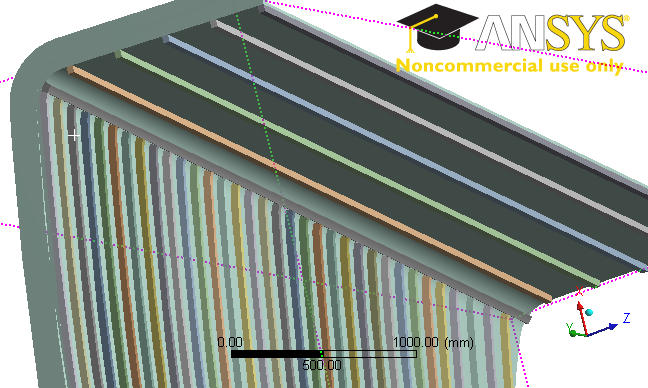 ANSYS
Noncommercial use only
X
Y
Z
0.00
1000.00 (mm)
500.00